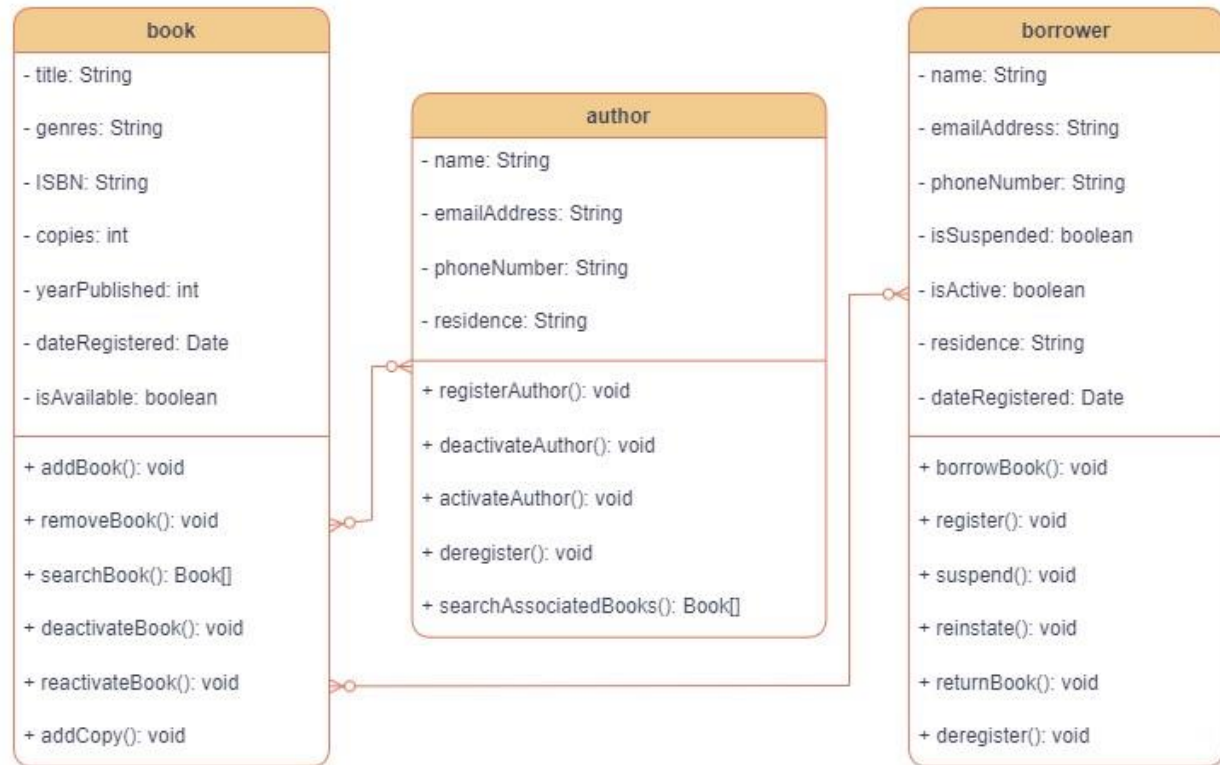 book
- title: String
- genres: String
- ISBN: String
- copies: int
- yearPublished: int
- dateRegistered: Date
- isAvailable: boolean
+ addBook(): void
+ removeBook(): void
+ searchBook(): Book[]
+ deactivateBook(): void
+ reactivateBook(): void
+ addCopy(): void
author
- name: String
- emailAddress: String
- phoneNumber: String
- residence: String
+ registerAuthor(): void
+ deactivateAuthor(): void
+ activateAuthor(): void
+ deregister(): void
+ searchAssociatedBooks(): Book[]
borrower
- name: String
- emailAddress: String
- phoneNumber: String
- isSuspended: boolean
- isActive: boolean
- residence: String
- dateRegistered: Date
+ borrowBook(): void
+ register(): void
+ suspend(): void
+ reinstate(): void
+ returnBook(): void
+ deregister(): void